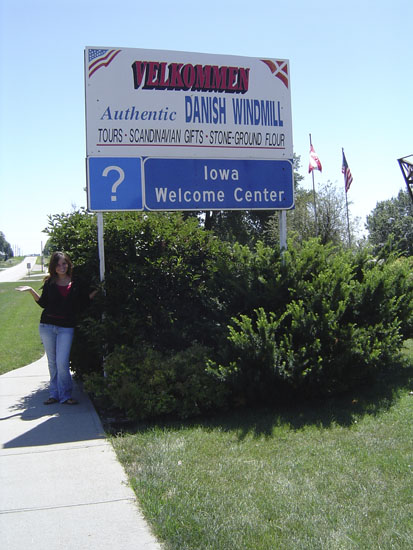 VELKOMMEN
Authentic DANISH WINDMILL
TOURS - SCANDINAVIAN GIFTS - STONE-GROUND FLOUR
?
Iowa
Welcome Center